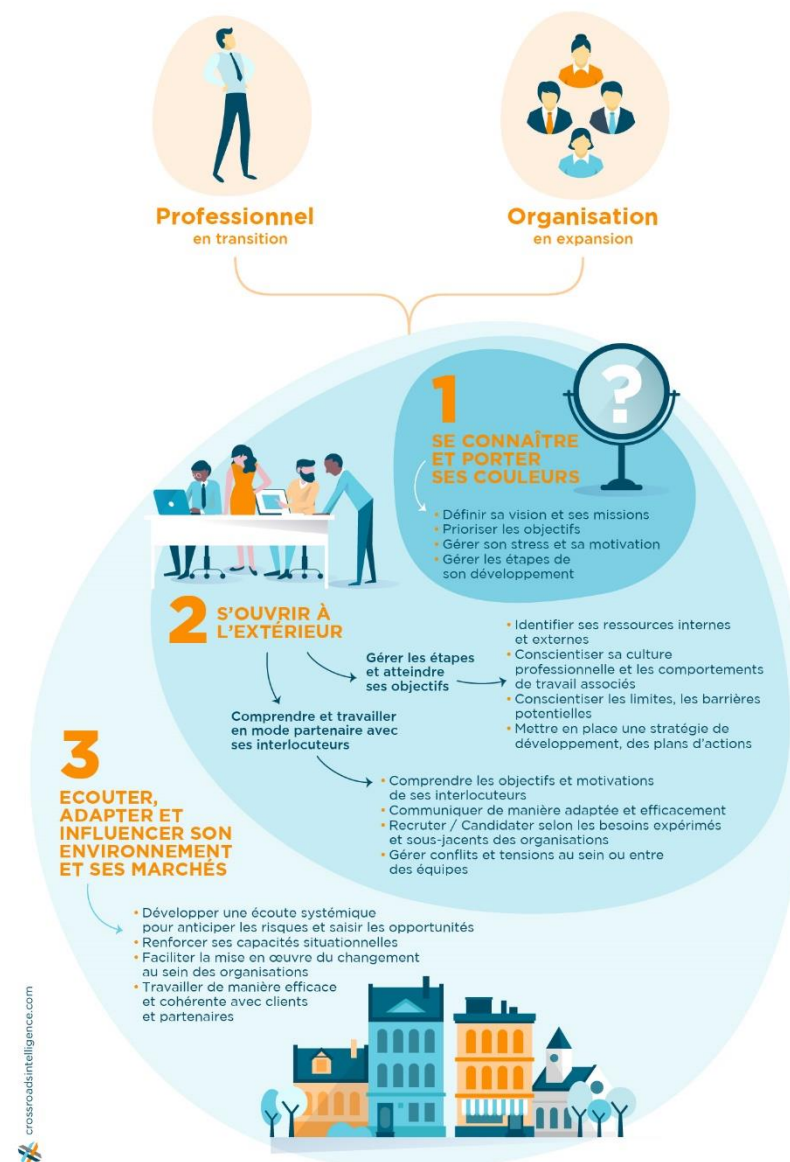 Professionnel
en transition
Organisation
en expansion
?
1
SE CONNAÎTRE
ET PORTER
SES COULEURS
• Définir sa vision et ses missions
• Prioriser les objectifs
• Gérer son stress et sa motivation
• Gérer les étapes de
son développement
2
S'OUVRIR À
L'EXTÉRIEUR
Gérer les étapes
et atteindre
ses objectifs
• Identifier ses ressources internes
et externes
• Conscientiser sa culture
professionnelle et les comportements
de travail associés
• Conscientiser les limites, les barrières
potentielles
• Mettre en place une stratégie de
développement, des plans d'actions
Comprendre et travailler
en mode partenaire avec
ses interlocuteurs
• Comprendre les objectifs et motivations
de ses interlocuteurs
• Communiquer de manière adaptée et efficacement
• Recruter / Candidater selon les besoins expérimés
et sous-jacents des organisations
• Gérer conflits et tensions au sein ou entre
des équipes
3
ECOUTER,
ADAPTER ET
INFLUENCER SON
ENVIRONNEMENT
ET SES MARCHÉS
• Développer une écoute systémique
pour anticiper les risques et saisir les opportunités
• Renforcer ses capacités situationnelles
• Faciliter la mise en œuvre du changement
au sein des organisations
• Travailler de manière efficace
et cohérente avec clients
et partenaires
crossroadsintelligence.com